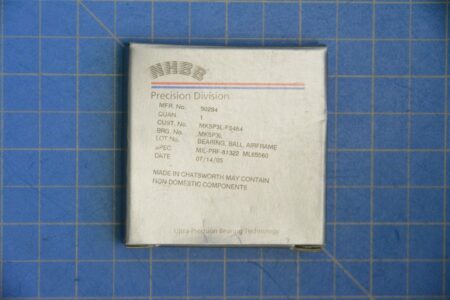 NHBB
Precision Division
MFR. No. 50294
QUAN. 1
CUST. No. MKSP3L-FS464
BRG. No. MKSP3L
LOT No. BEARING, BALL, AIRFRAME
SPEC. MIL-PRF-81322 ML65560
DATE 07/14/05
MADE IN CHATSWORTH MAY CONTAIN
NON DOMESTIC COMPONENTS
Ultra-Precision Bearing Technology